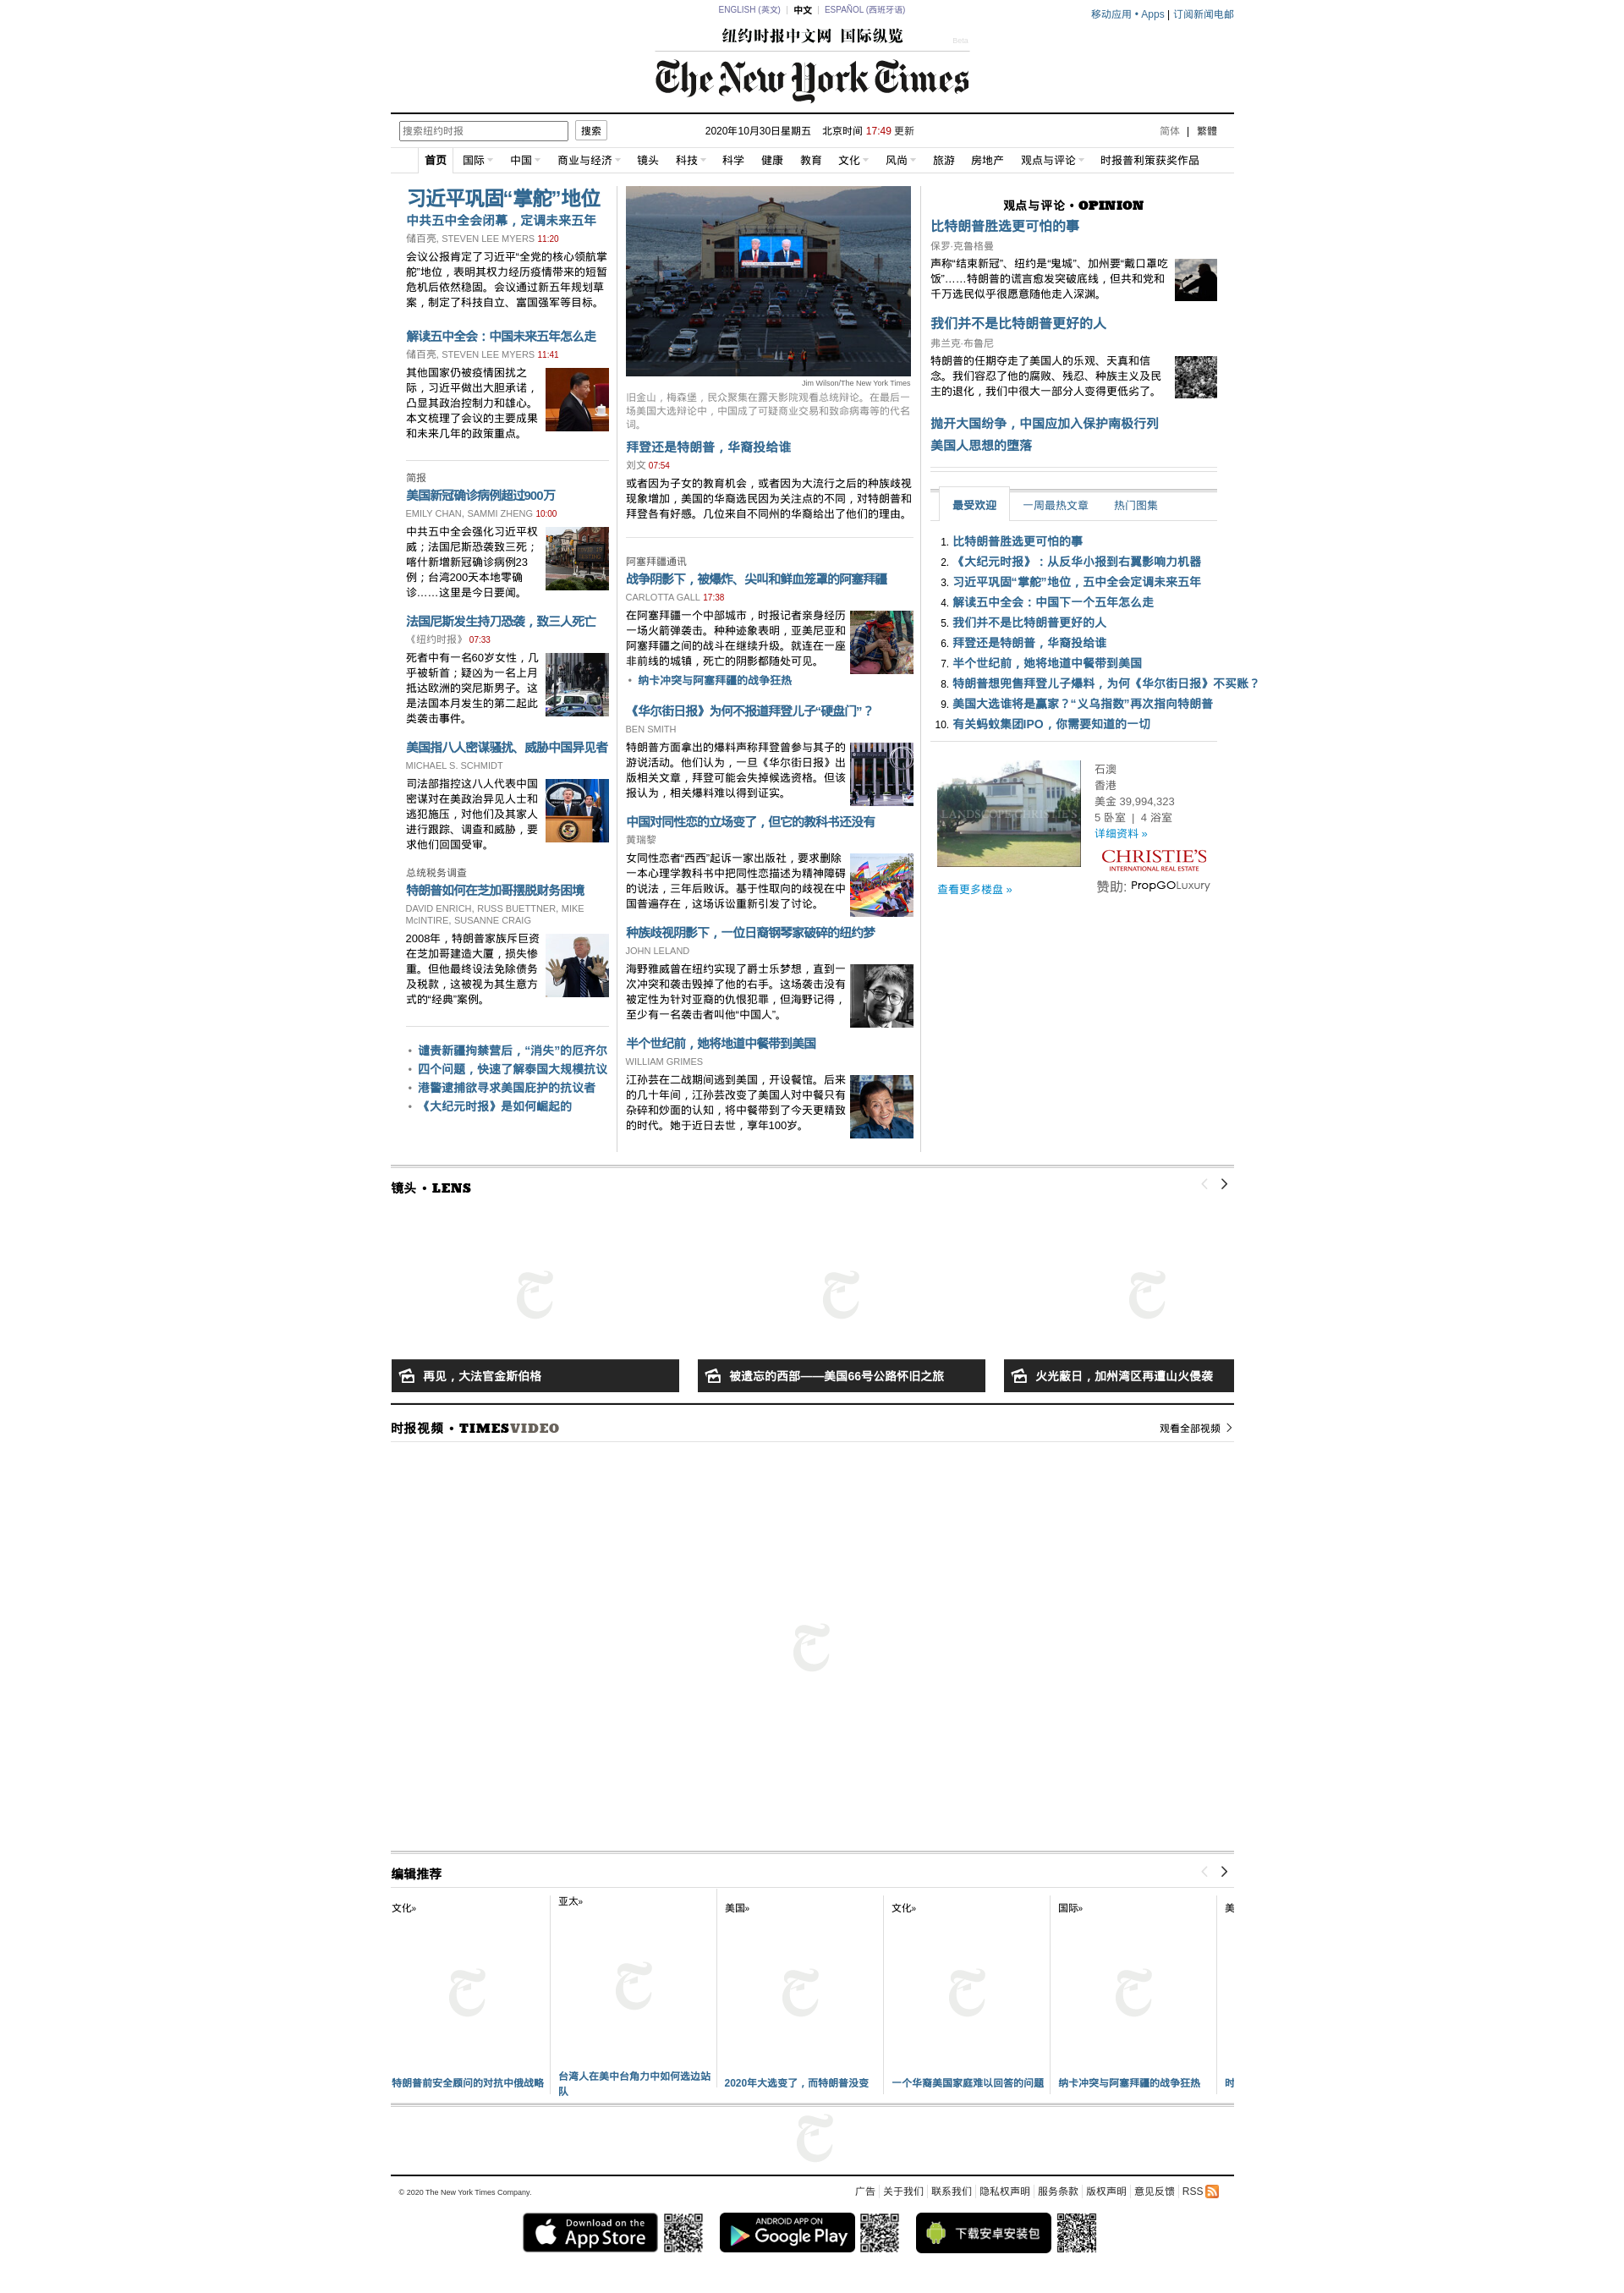 ENGLISH (英文) | 中文 | ESPAÑOL (西班牙语)
移动应用 • Apps | 订阅新闻电邮
纽约时报中文网 国际纵览
Beta
The New York Times
搜索纽约时报
搜索
2020年10月30日星期五 北京时间 17:49 更新
简体 | 繁體
首页 国际 中国 商业与经济 镜头 科技 科学 健康 教育 文化 风尚 旅游 房地产 观点与评论 时报普利策获奖作品
习近平巩固“掌舵”地位
中共五中全会闭幕，定调未来五年
储百亮, STEVEN LEE MYERS 11:20
会议公报肯定了习近平“全党的核心领航掌
舵”地位，表明其权力经历疫情带来的短暂
危机后依然稳固。会议通过新五年规划草
案，制定了科技自立、富国强军等目标。
解读五中全会：中国未来五年怎么走
储百亮, STEVEN LEE MYERS 11:41
其他国家仍被疫情困扰之
际，习近平做出大胆承诺，
凸显其政治控制力和雄心。
本文梳理了会议的主要成果
和未来几年的政策重点。
简报
美国新冠确诊病例超过900万
EMILY CHAN, SAMMI ZHENG 10:00
中共五中全会强化习近平权
威；法国尼斯恐袭致三死；
喀什新增新冠确诊病例23
例；台湾200天本地零确
诊……这里是今日要闻。
法国尼斯发生持刀恐袭，致三人死亡
《纽约时报》 07:33
死者中有一名60岁女性，几
乎被斩首；疑凶为一名上月
抵达欧洲的突尼斯男子。这
是法国本月发生的第二起此
类袭击事件。
美国指八人密谋骚扰、威胁中国异见者
MICHAEL S. SCHMIDT
司法部指控这八人代表中国
密谋对在美政治异见人士和
逃犯施压，对他们及其家人
进行跟踪、调查和威胁，要
求他们回国受审。
总统税务调查
特朗普如何在芝加哥摆脱财务困境
DAVID ENRICH, RUSS BUETTNER, MIKE
McINTIRE, SUSANNE CRAIG
2008年，特朗普家族斥巨资
在芝加哥建造大厦，损失惨
重。但他最终设法免除债务
及税款，这被视为其生意方
式的“经典”案例。
• 谴责新疆拘禁营后，“消失”的厄齐尔
• 四个问题，快速了解泰国大规模抗议
• 港警逮捕欲寻求美国庇护的抗议者
• 《大纪元时报》是如何崛起的
Jim Wilson/The New York Times
旧金山，梅森堡，民众聚集在露天影院观看总统辩论。在最后一
场美国大选辩论中，中国成了可疑商业交易和致命病毒等的代名
词。
拜登还是特朗普，华裔投给谁
刘文 07:54
或者因为子女的教育机会，或者因为大流行之后的种族歧视
现象增加，美国的华裔选民因为关注点的不同，对特朗普和
拜登各有好感。几位来自不同州的华裔给出了他们的理由。
阿塞拜疆通讯
战争阴影下，被爆炸、尖叫和鲜血笼罩的阿塞拜疆
CARLOTTA GALL 17:38
在阿塞拜疆一个中部城市，时报记者亲身经历
一场火箭弹袭击。种种迹象表明，亚美尼亚和
阿塞拜疆之间的战斗在继续升级。就连在一座
非前线的城镇，死亡的阴影都随处可见。
• 纳卡冲突与阿塞拜疆的战争狂热
《华尔街日报》为何不报道拜登儿子“硬盘门”？
BEN SMITH
特朗普方面拿出的爆料声称拜登曾参与其子的
游说活动。他们认为，一旦《华尔街日报》出
版相关文章，拜登可能会失掉候选资格。但该
报认为，相关爆料难以得到证实。
中国对同性恋的立场变了，但它的教科书还没有
黄瑞黎
女同性恋者“西西”起诉一家出版社，要求删除
一本心理学教科书中把同性恋描述为精神障碍
的说法，三年后败诉。基于性取向的歧视在中
国普遍存在，这场诉讼重新引发了讨论。
种族歧视阴影下，一位日裔钢琴家破碎的纽约梦
JOHN LELAND
海野雅威曾在纽约实现了爵士乐梦想，直到一
次冲突和袭击毁掉了他的右手。这场袭击没有
被定性为针对亚裔的仇恨犯罪，但海野记得，
至少有一名袭击者叫他“中国人”。
半个世纪前，她将地道中餐带到美国
WILLIAM GRIMES
江孙芸在二战期间逃到美国，开设餐馆。后来
的几十年间，江孙芸改变了美国人对中餐只有
杂碎和炒面的认知，将中餐带到了今天更精致
的时代。她于近日去世，享年100岁。
观点与评论 • OPINION
比特朗普胜选更可怕的事
保罗·克鲁格曼
声称“结束新冠”、纽约是“鬼城”、加州要“戴口罩吃
饭”……特朗普的谎言愈发突破底线，但共和党和
千万选民似乎很愿意随他走入深渊。
我们并不是比特朗普更好的人
弗兰克·布鲁尼
特朗普的任期夺走了美国人的乐观、天真和信
念。我们容忍了他的腐败、残忍、种族主义及民
主的退化，我们中很大一部分人变得更低劣了。
抛开大国纷争，中国应加入保护南极行列
美国人思想的堕落
最受欢迎 一周最热文章 热门图集
1. 比特朗普胜选更可怕的事
2. 《大纪元时报》：从反华小报到右翼影响力机器
3. 习近平巩固“掌舵”地位，五中全会定调未来五年
4. 解读五中全会：中国下一个五年怎么走
5. 我们并不是比特朗普更好的人
6. 拜登还是特朗普，华裔投给谁
7. 半个世纪前，她将地道中餐带到美国
8. 特朗普想兜售拜登儿子爆料，为何《华尔街日报》不买账？
9. 美国大选谁将是赢家？“义乌指数”再次指向特朗普
10. 有关蚂蚁集团IPO，你需要知道的一切
LANDSCOPE CHRISTIE'S
石澳
香港
美金 39,994,323
5 卧室 | 4 浴室
详细资料 »
CHRISTIE'S
INTERNATIONAL REAL ESTATE
查看更多楼盘 »
赞助: PropGOLuxury
镜头 • LENS
再见，大法官金斯伯格
被遗忘的西部——美国66号公路怀旧之旅
火光蔽日，加州湾区再遭山火侵袭
时报视频 • TIMESVIDEO
观看全部视频
编辑推荐
文化»
亚太»
美国»
文化»
国际»
美
特朗普前安全顾问的对抗中俄战略
台湾人在美中台角力中如何选边站
队
2020年大选变了，而特朗普没变
一个华裔美国家庭难以回答的问题
纳卡冲突与阿塞拜疆的战争狂热
时
© 2020 The New York Times Company.
广告 | 关于我们 | 联系我们 | 隐私权声明 | 服务条款 | 版权声明 | 意见反馈 | RSS
Download on the
App Store
ANDROID APP ON
Google Play
下载安卓安装包